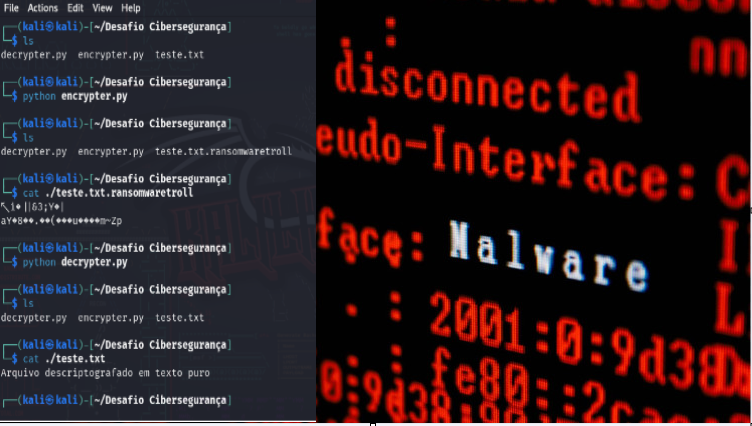 File Actions Edit View Help
(kali㉿kali)-[~/Desafio Cibersegurança]
$ ls
decrypter.py encrypter.py teste.txt
(kali㉿kali)-[~/Desafio Cibersegurança]
$ python encrypter.py
(kali㉿kali)-[~/Desafio Cibersegurança]
$ ls
decrypter.py encrypter.py teste.txt.ransomwaretroll
(kali㉿kali)-[~/Desafio Cibersegurança]
$ cat ./teste.txt.ransomwaretroll
(kali㉿kali)-[~/Desafio Cibersegurança]
$ python decrypter.py
(kali㉿kali)-[~/Desafio Cibersegurança]
$ ls
decrypter.py encrypter.py teste.txt
(kali㉿kali)-[~/Desafio Cibersegurança]
$ cat ./teste.txt
Arquivo descriptografado em texto puro
(kali㉿kali)-[~/Desafio Cibersegurança]
disconnected
eudo-Interface:
face: Malware
. : 2001:0:9d38
. : fe80::2cac
0:9d38:90